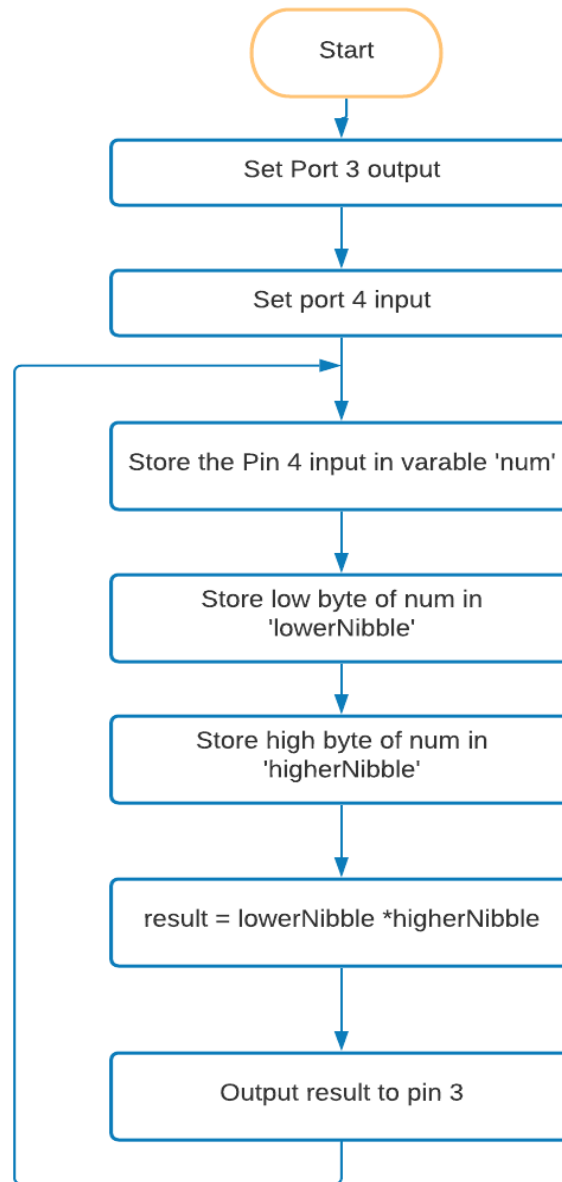 Start
Set Port 3 output
Set port 4 input
Store the Pin 4 input in varable 'num'
Store low byte of num in
'lowerNibble'
Store high byte of num in
'higherNibble'
result = lowerNibble *higherNibble
Output result to pin 3